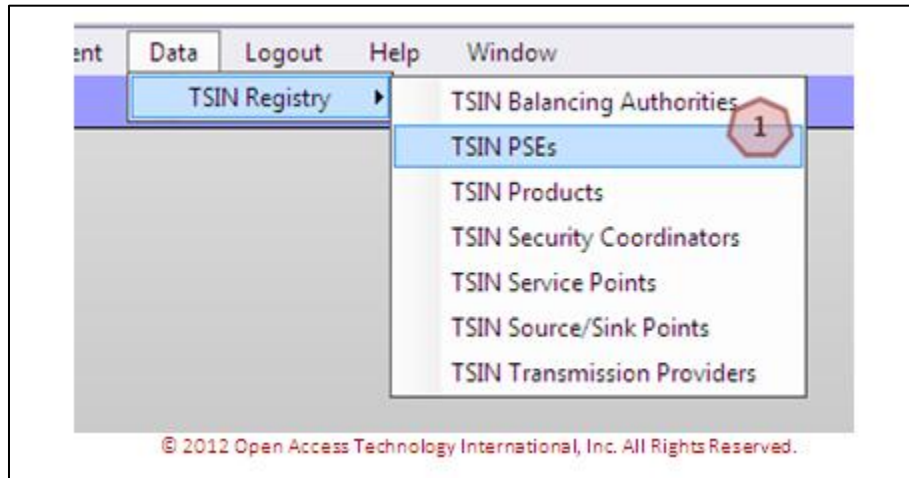 ent Data Logout Help Window
TSIN Registry
TSIN Balancing Authorities
1
TSIN PSEs
TSIN Products
TSIN Security Coordinators
TSIN Service Points
TSIN Source/Sink Points
TSIN Transmission Providers
© 2012 Open Access Technology International, Inc. All Rights Reserved.